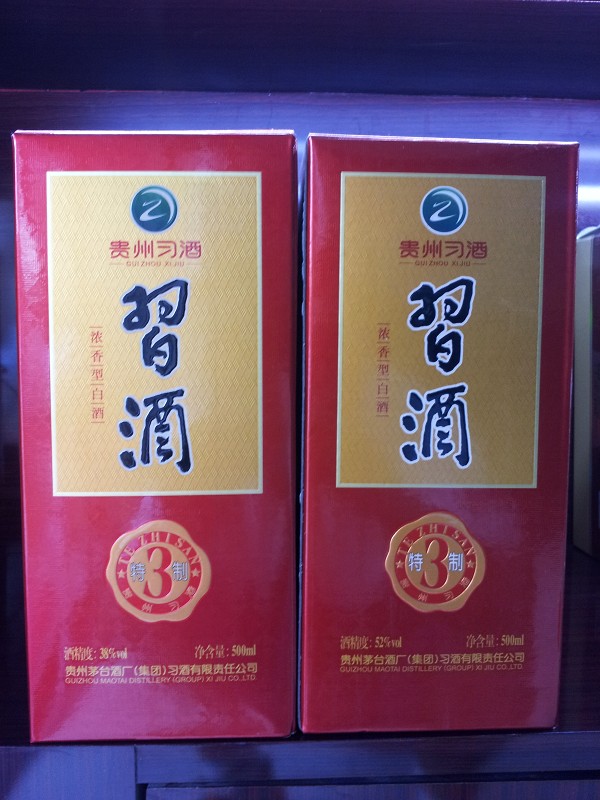 贵州习酒
GUI ZHOU XI JIU
習酒
浓香型白酒
TE ZHI SAN
特3制
贵州习酒
酒精度: 38%vol 净含量: 500ml
贵州茅台酒厂(集团)习酒有限责任公司
GUIZHOU MAOTAI DISTILLERY (GROUP) XI JIU CO.,LTD
贵州习酒
GUI ZHOU XI JIU
習酒
浓香型白酒
TE ZHI SAN
特3制
贵州习酒
酒精度: 52%vol 净含量: 500ml
贵州茅台酒厂(集团)习酒有限责任公司
GUIZHOU MAOTAI DISTILLERY (GROUP) XI JIU CO.,LTD